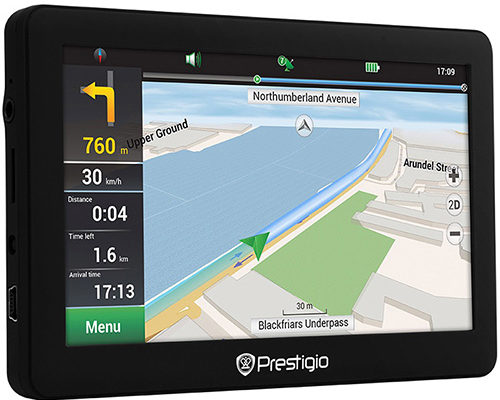 17:09
Northumberland Avenue
760 m
Upper Ground
30 km/h
Arundel Stre
Distance
0:04
2D
Time left
1.6 km
Arrival time
17:13
30 m
Menu
Blackfriars Underpass
Prestigio